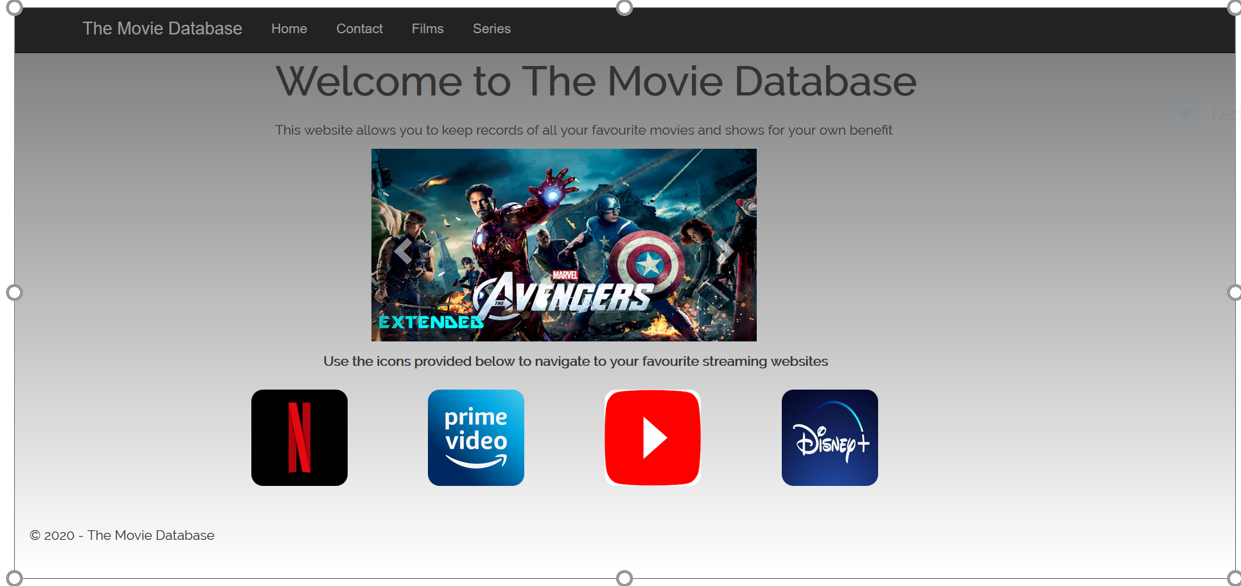 The Movie Database Home Contact Films Series
Welcome to The Movie Database
This website allows you to keep records of all your favourite movies and shows for your own benefit
MARVEL
THE AVENGERS
EXTENDED
Use the icons provided below to navigate to your favourite streaming websites
N
prime
video
Disney+
© 2020 - The Movie Database